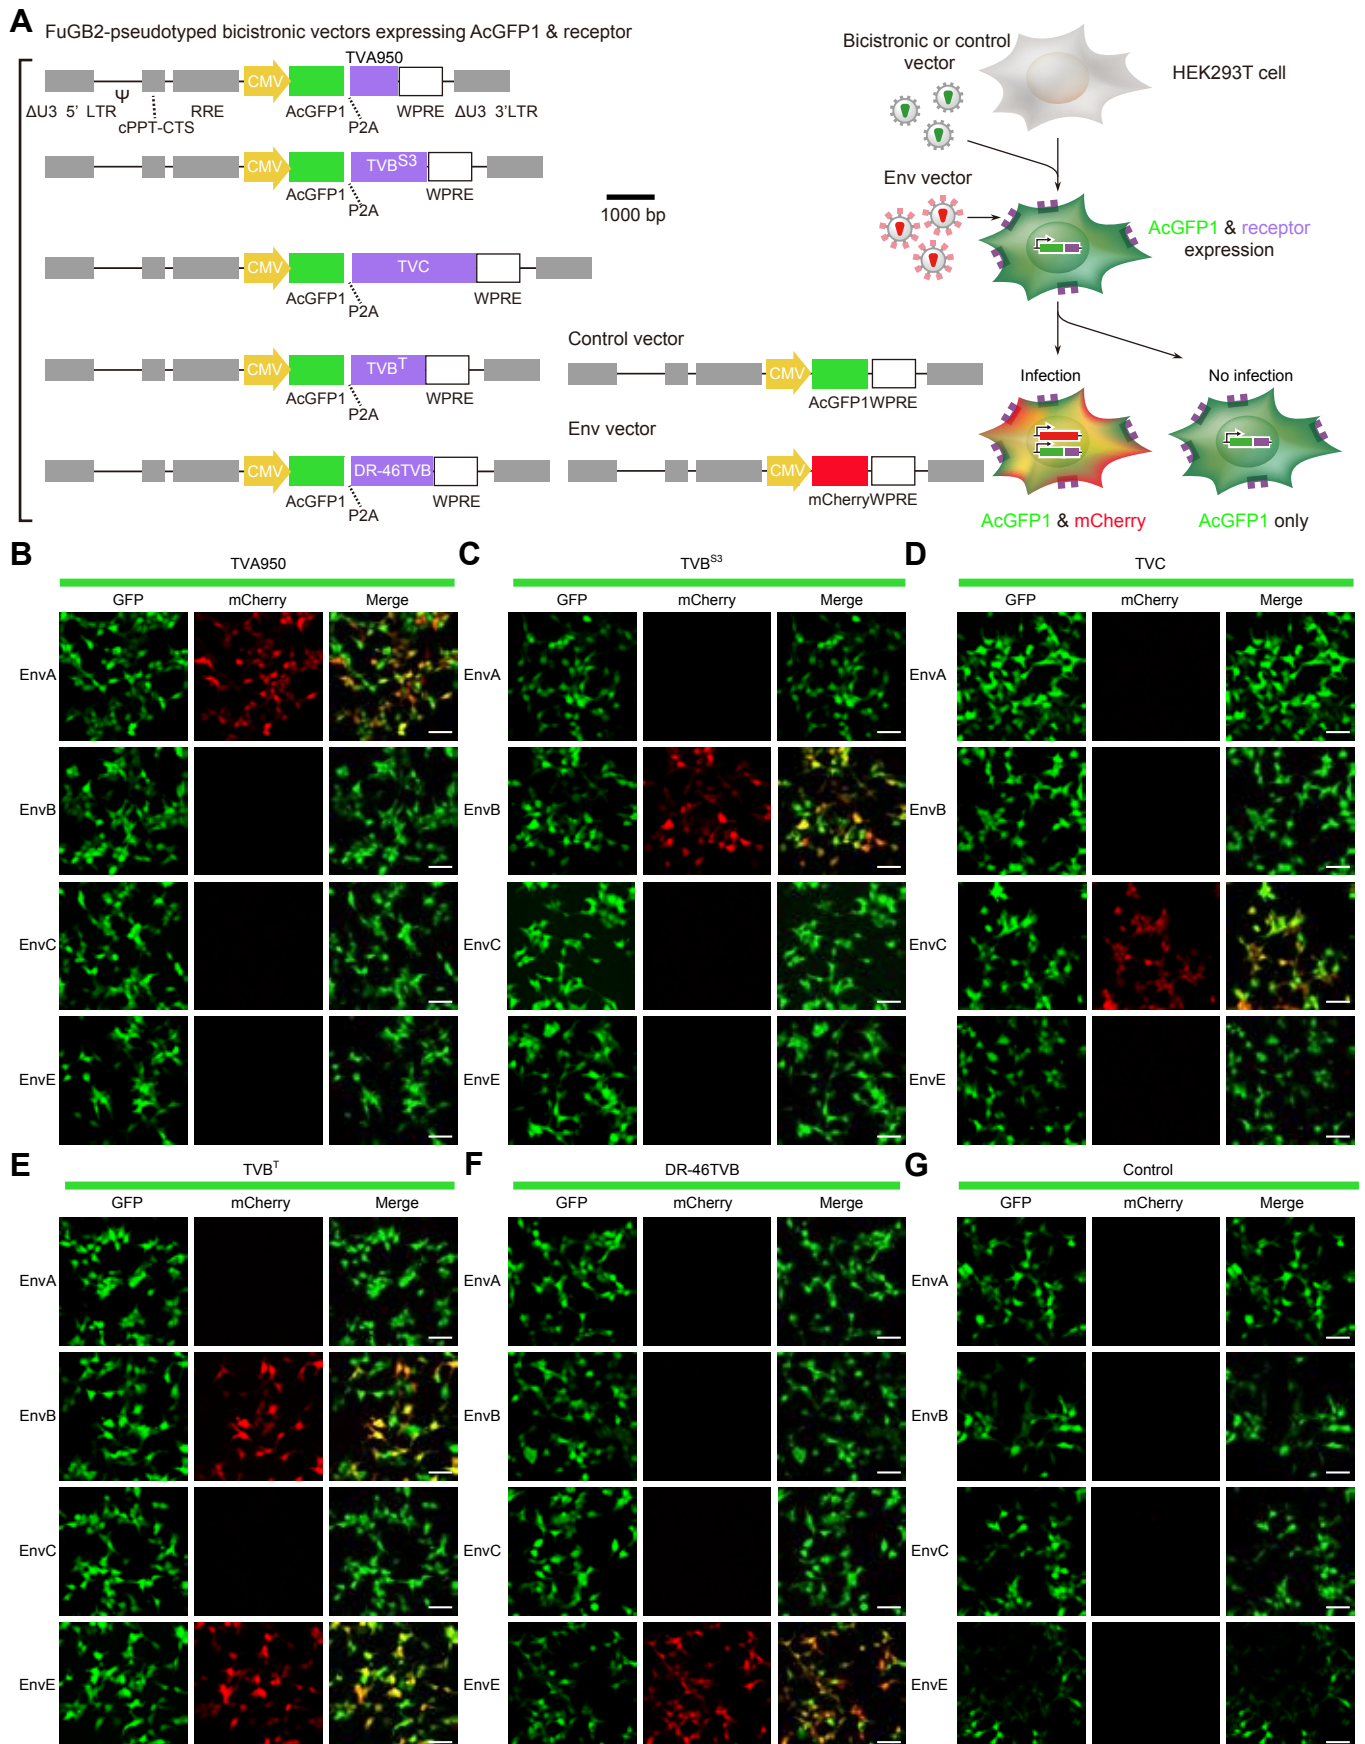 A
FuGB2-pseudotyped bicistronic vectors expressing AcGFP1 & receptor
TVA950
CMV
ΔU3 5' LTR
Ψ
cPPT-CTS
RRE
AcGFP1
P2A
WPRE
ΔU3 3'LTR
CMV
TVB^S3
AcGFP1
P2A
WPRE
1000 bp
CMV
TVC
AcGFP1
P2A
WPRE
CMV
TVB^T
AcGFP1
P2A
WPRE
CMV
DR-46TVB
AcGFP1
P2A
WPRE
Control vector
CMV
AcGFP1WPRE
Env vector
CMV
mCherryWPRE
Bicistronic or control
vector
HEK293T cell
Env vector
AcGFP1 & receptor
expression
Infection
No infection
AcGFP1 & mCherry
AcGFP1 only
B
TVA950
GFP mCherry Merge
EnvA
EnvB
EnvC
EnvE
C
TVB^S3
GFP mCherry Merge
EnvA
EnvB
EnvC
EnvE
D
TVC
GFP mCherry Merge
EnvA
EnvB
EnvC
EnvE
E
TVB^T
GFP mCherry Merge
EnvA
EnvB
EnvC
EnvE
F
DR-46TVB
GFP mCherry Merge
EnvA
EnvB
EnvC
EnvE
G
Control
GFP mCherry Merge
EnvA
EnvB
EnvC
EnvE